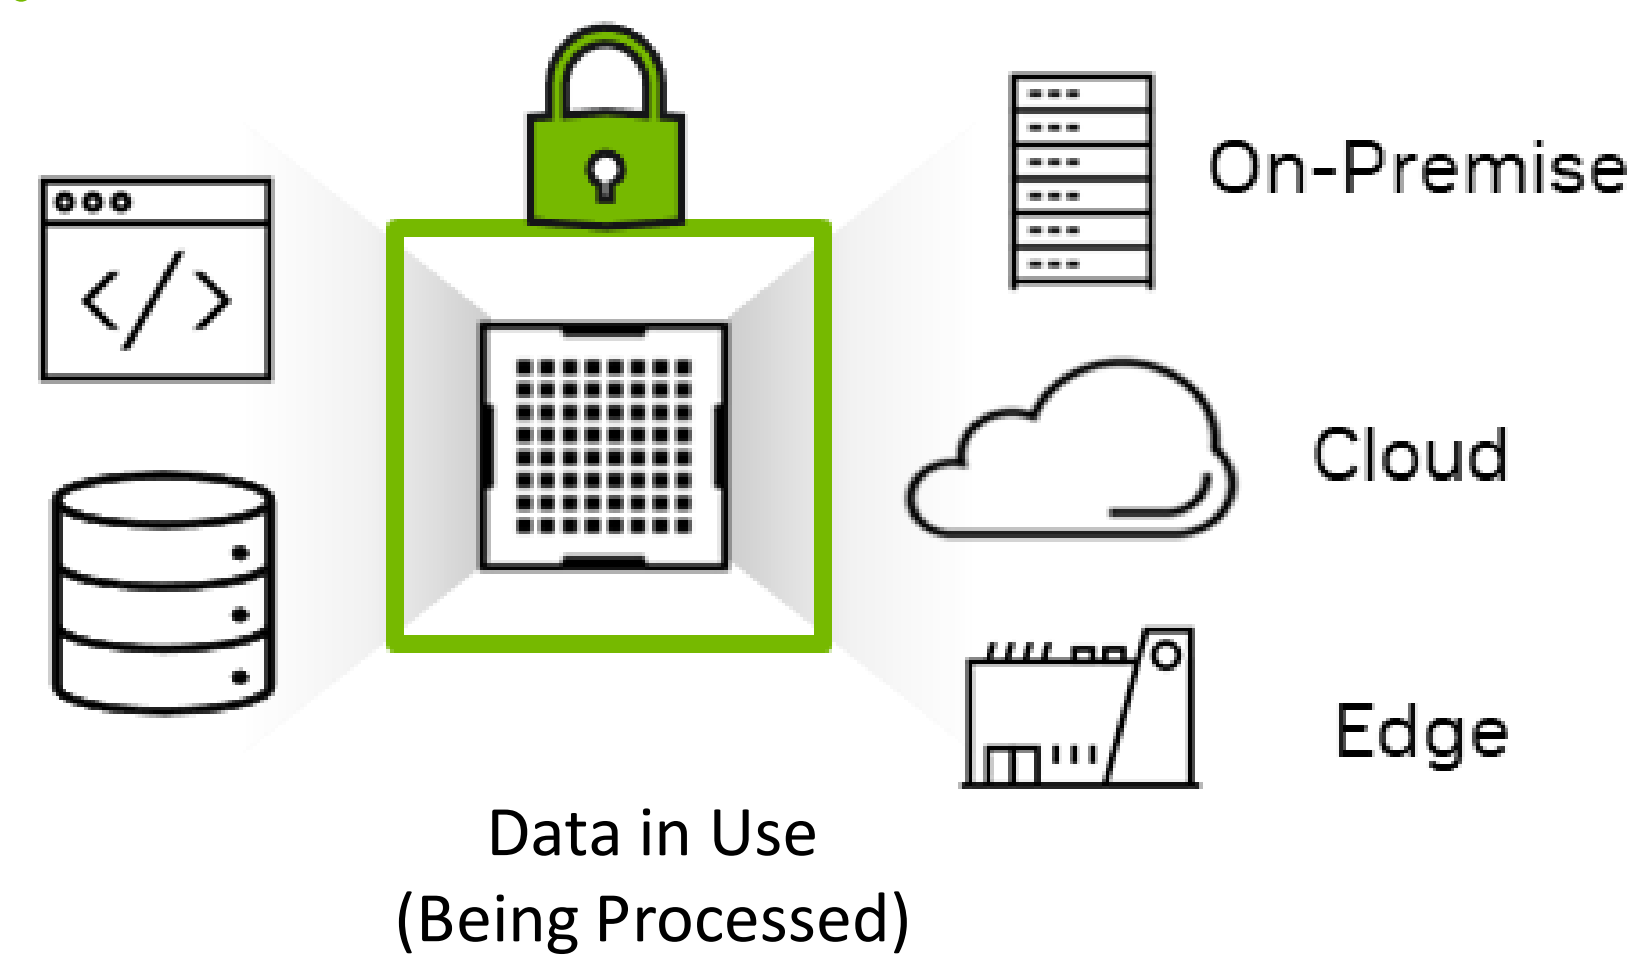 On-Premise
Cloud
Edge
Data in Use
(Being Processed)